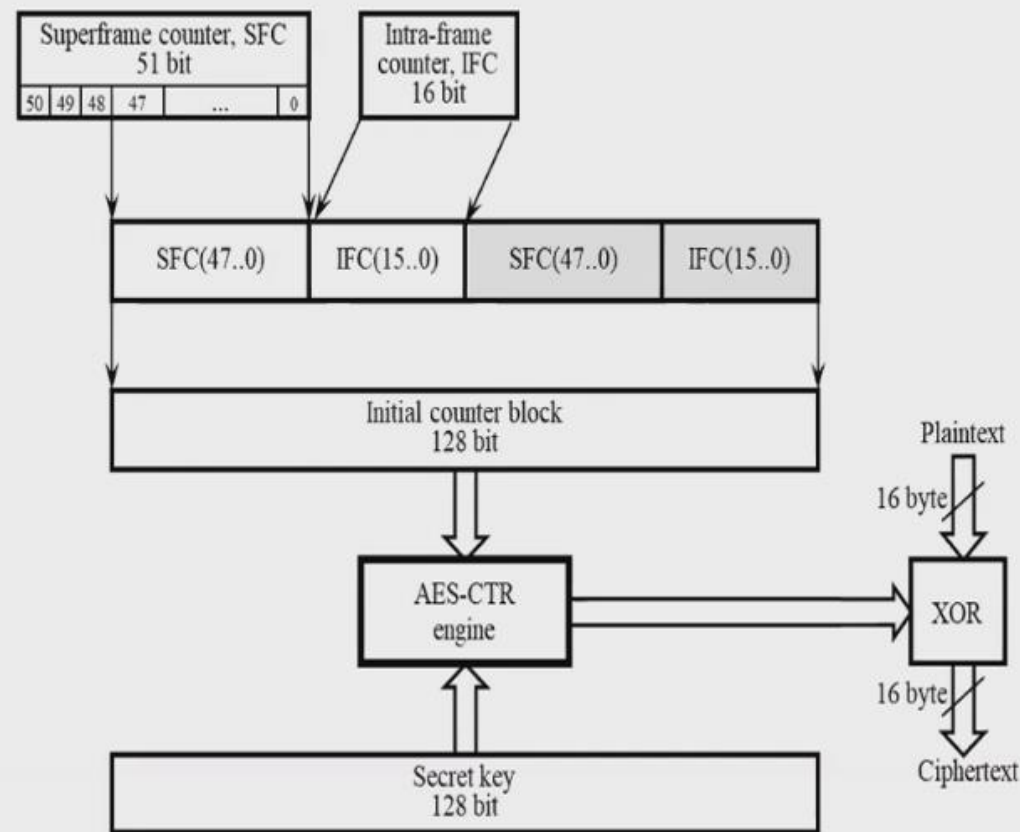 Superframe counter, SFC
51 bit
50 49 48 47 ... 0
Intra-frame
counter, IFC
16 bit
SFC(47..0) IFC(15..0) SFC(47..0) IFC(15..0)
Initial counter block
128 bit
Plaintext
16 byte
AES-CTR
engine
XOR
16 byte
Ciphertext
Secret key
128 bit